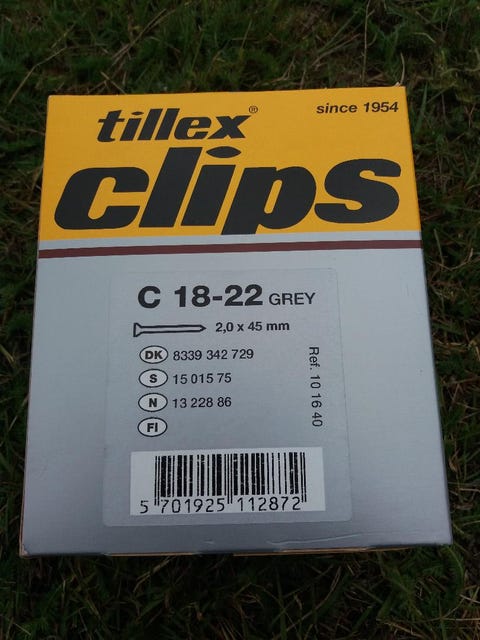 tillex®
since 1954
clips
C 18-22 GREY
2,0 x 45 mm
DK 8339 342 729
S 15 015 75
N 13 228 86
FI
Ref. 10 16 40
5 701925 112872